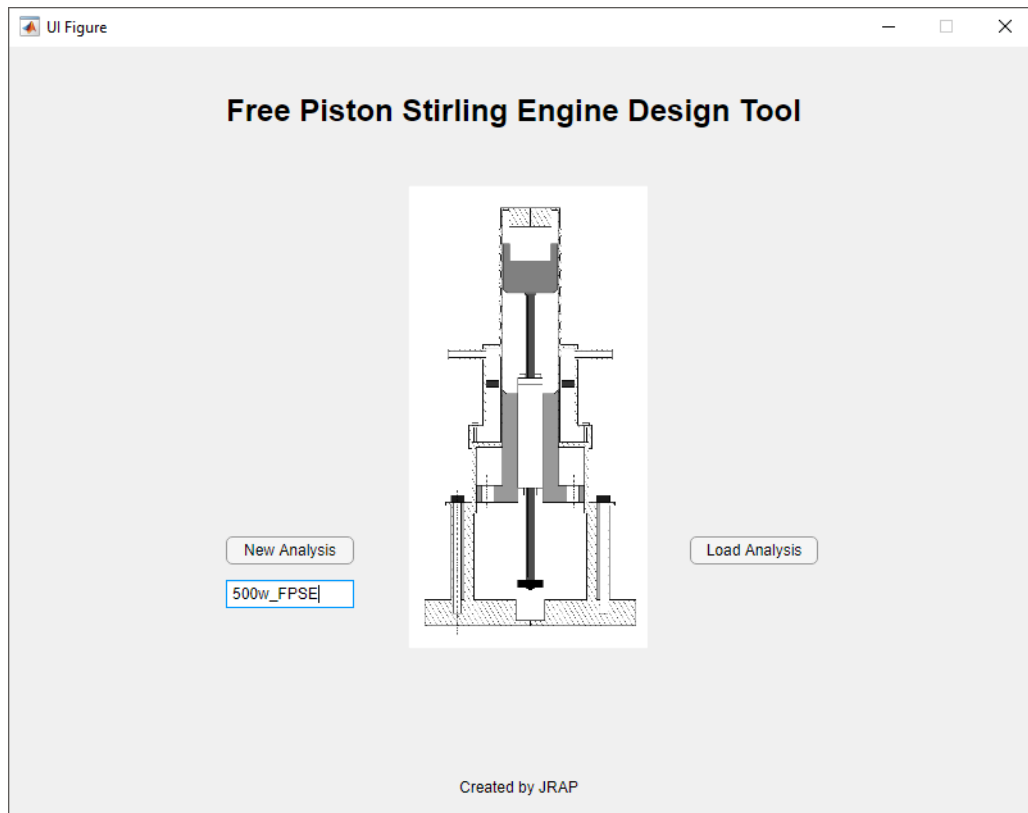 UI Figure
Free Piston Stirling Engine Design Tool
New Analysis
Load Analysis
500w_FPSE
Created by JRAP